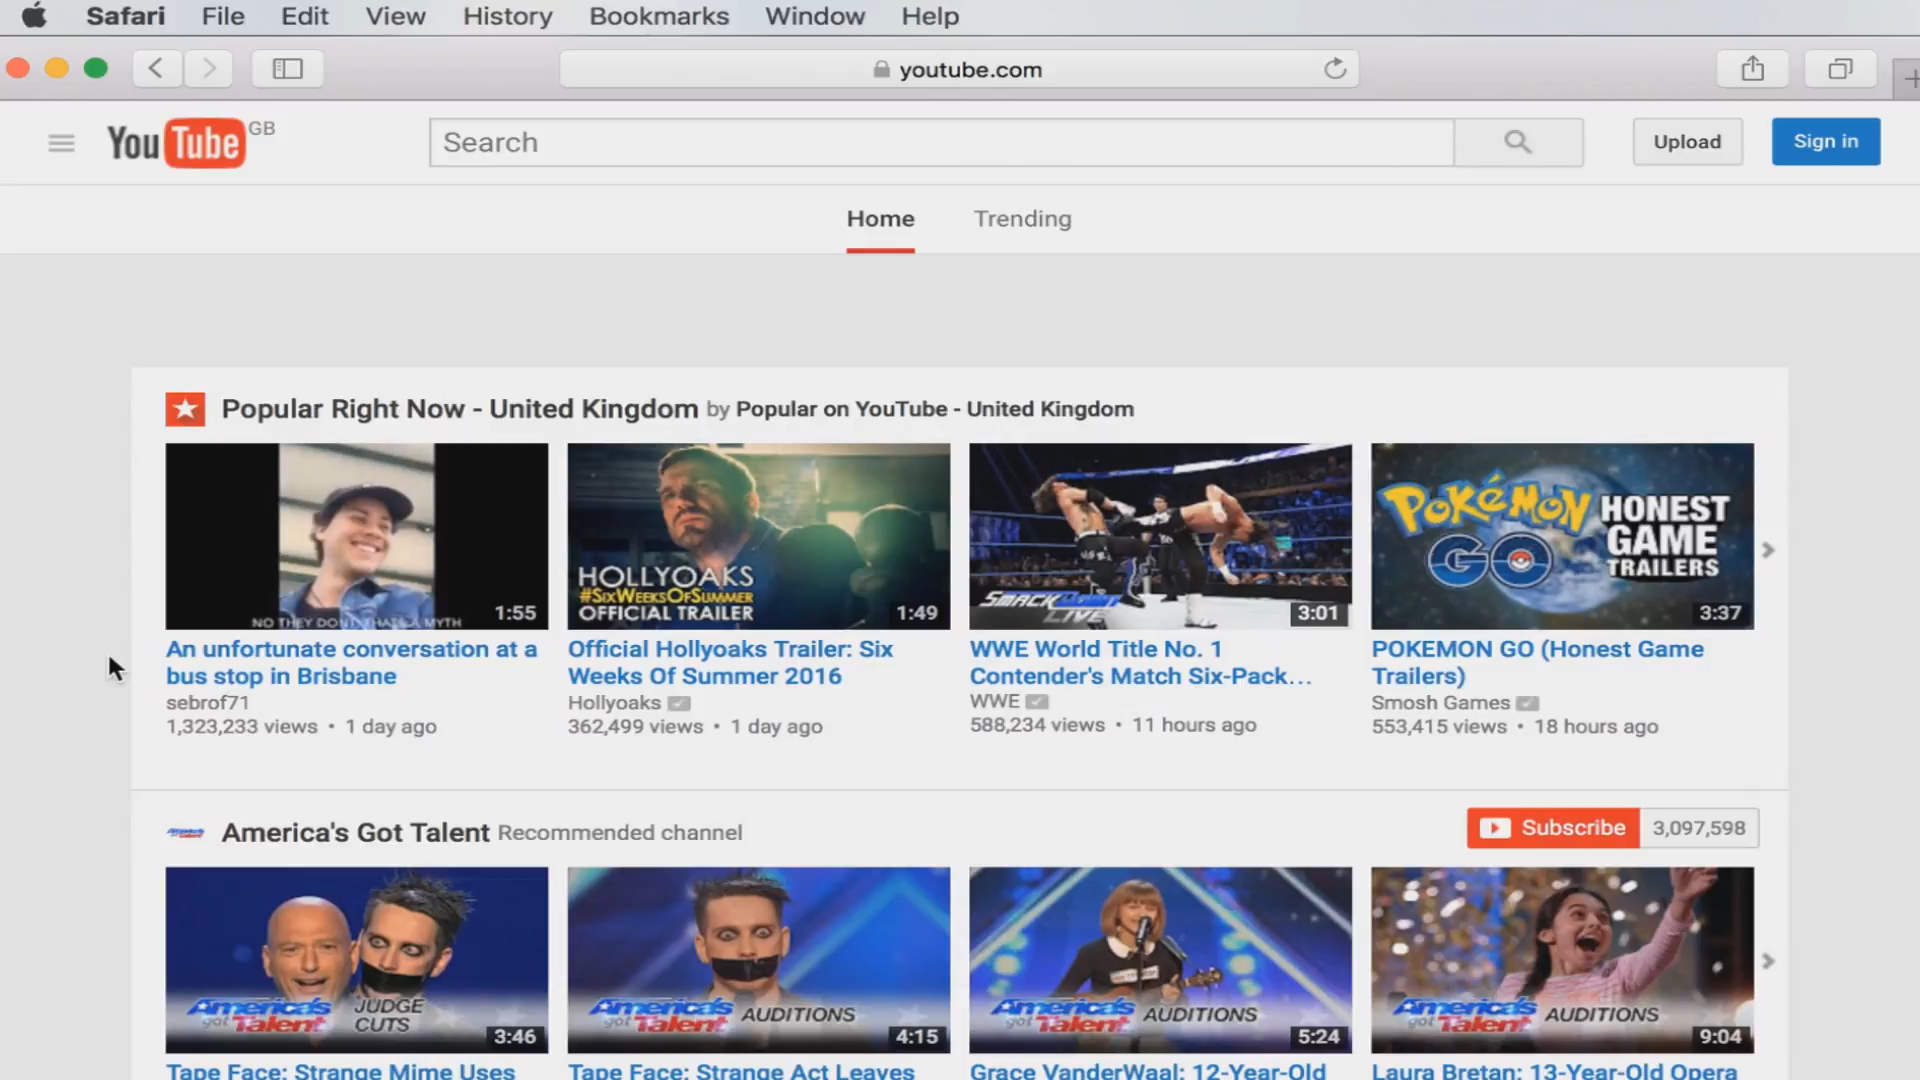 Safari File Edit View History Bookmarks Window Help
youtube.com
YouTube GB Search Upload Sign in
Home Trending
Popular Right Now - United Kingdom by Popular on YouTube - United Kingdom
NO THEY DON'T THATS A MYTH 1:55
HOLLYOAKS
#SIXWEEKSOFSUMMER
OFFICIAL TRAILER 1:49
SMACKDOWN
LIVE 3:01
POKÉMON
GO
HONEST
GAME
TRAILERS
3:37
An unfortunate conversation at a
bus stop in Brisbane
sebrof71
1,323,233 views • 1 day ago
Official Hollyoaks Trailer: Six
Weeks Of Summer 2016
Hollyoaks
362,499 views • 1 day ago
WWE World Title No. 1
Contender's Match Six-Pack...
WWE
588,234 views • 11 hours ago
POKEMON GO (Honest Game
Trailers)
Smosh Games
553,415 views • 18 hours ago
America's Got Talent Recommended channel Subscribe 3,097,598
America's
got Talent
JUDGE
CUTS
3:46
America's
got Talent
AUDITIONS
4:15
America's
got Talent
AUDITIONS
5:24
America's
got Talent
AUDITIONS
9:04
Tape Face: Strange Mime Uses
Tape Face: Strange Act Leaves
Grace VanderWaal: 12-Year-Old
Laura Bretan: 13-Year-Old Opera